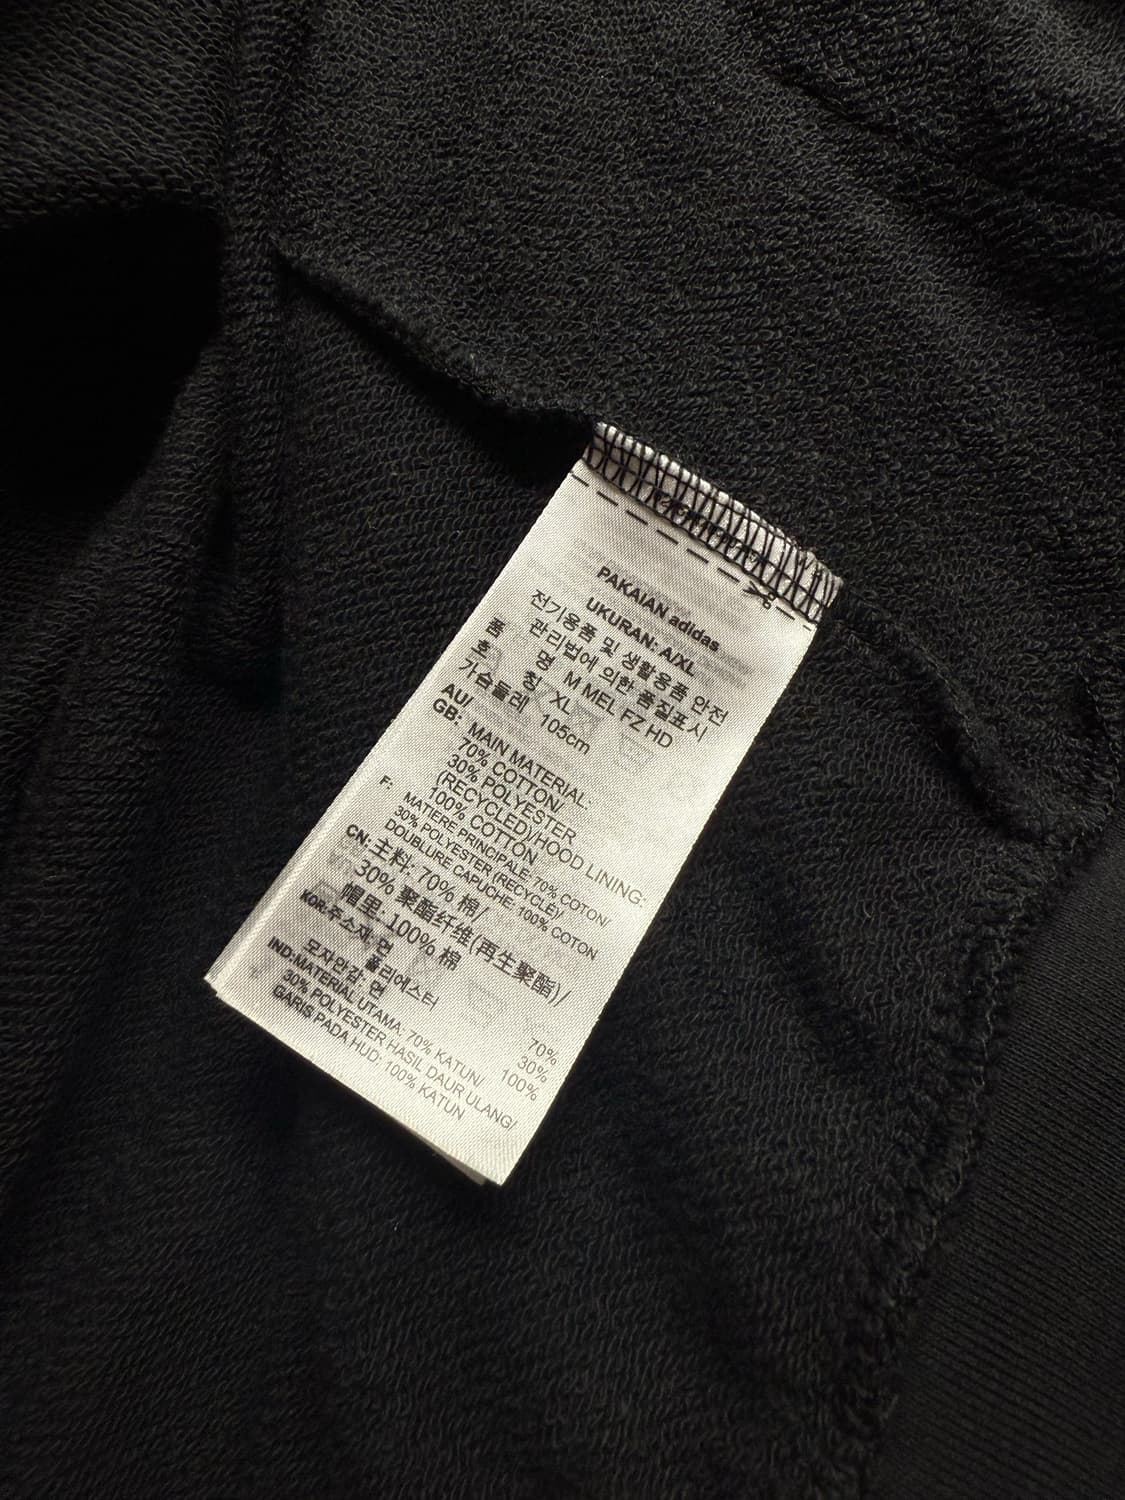 PAKAIAN adidas
UKURAN: A/XL
전기용품 및 생활용품 안전
관리법에 의한 품질표시
품 명 M MEL FZ HD
호 칭 XL
가슴둘레 105cm
AU/
GB: MAIN MATERIAL:
70% COTTON/
30% POLYESTER
(RECYCLED)/HOOD LINING:
100% COTTON
F: MATIERE PRINCIPALE: 70% COTON/
30% POLYESTER (RECYCLÉ)/
DOUBLURE CAPUCHE: 100% COTON
CN: 主料: 70% 棉/
30% 聚酯纤维(再生聚酯)/
帽里: 100% 棉
KOR: 주소재: 면 70%
폴리에스터 30%
모자안감: 면 100%
IND: MATERIAL UTAMA: 70% KATUN/
30% POLYESTER HASIL DAUR ULANG/
GARIS PADA HUD: 100% KATUN